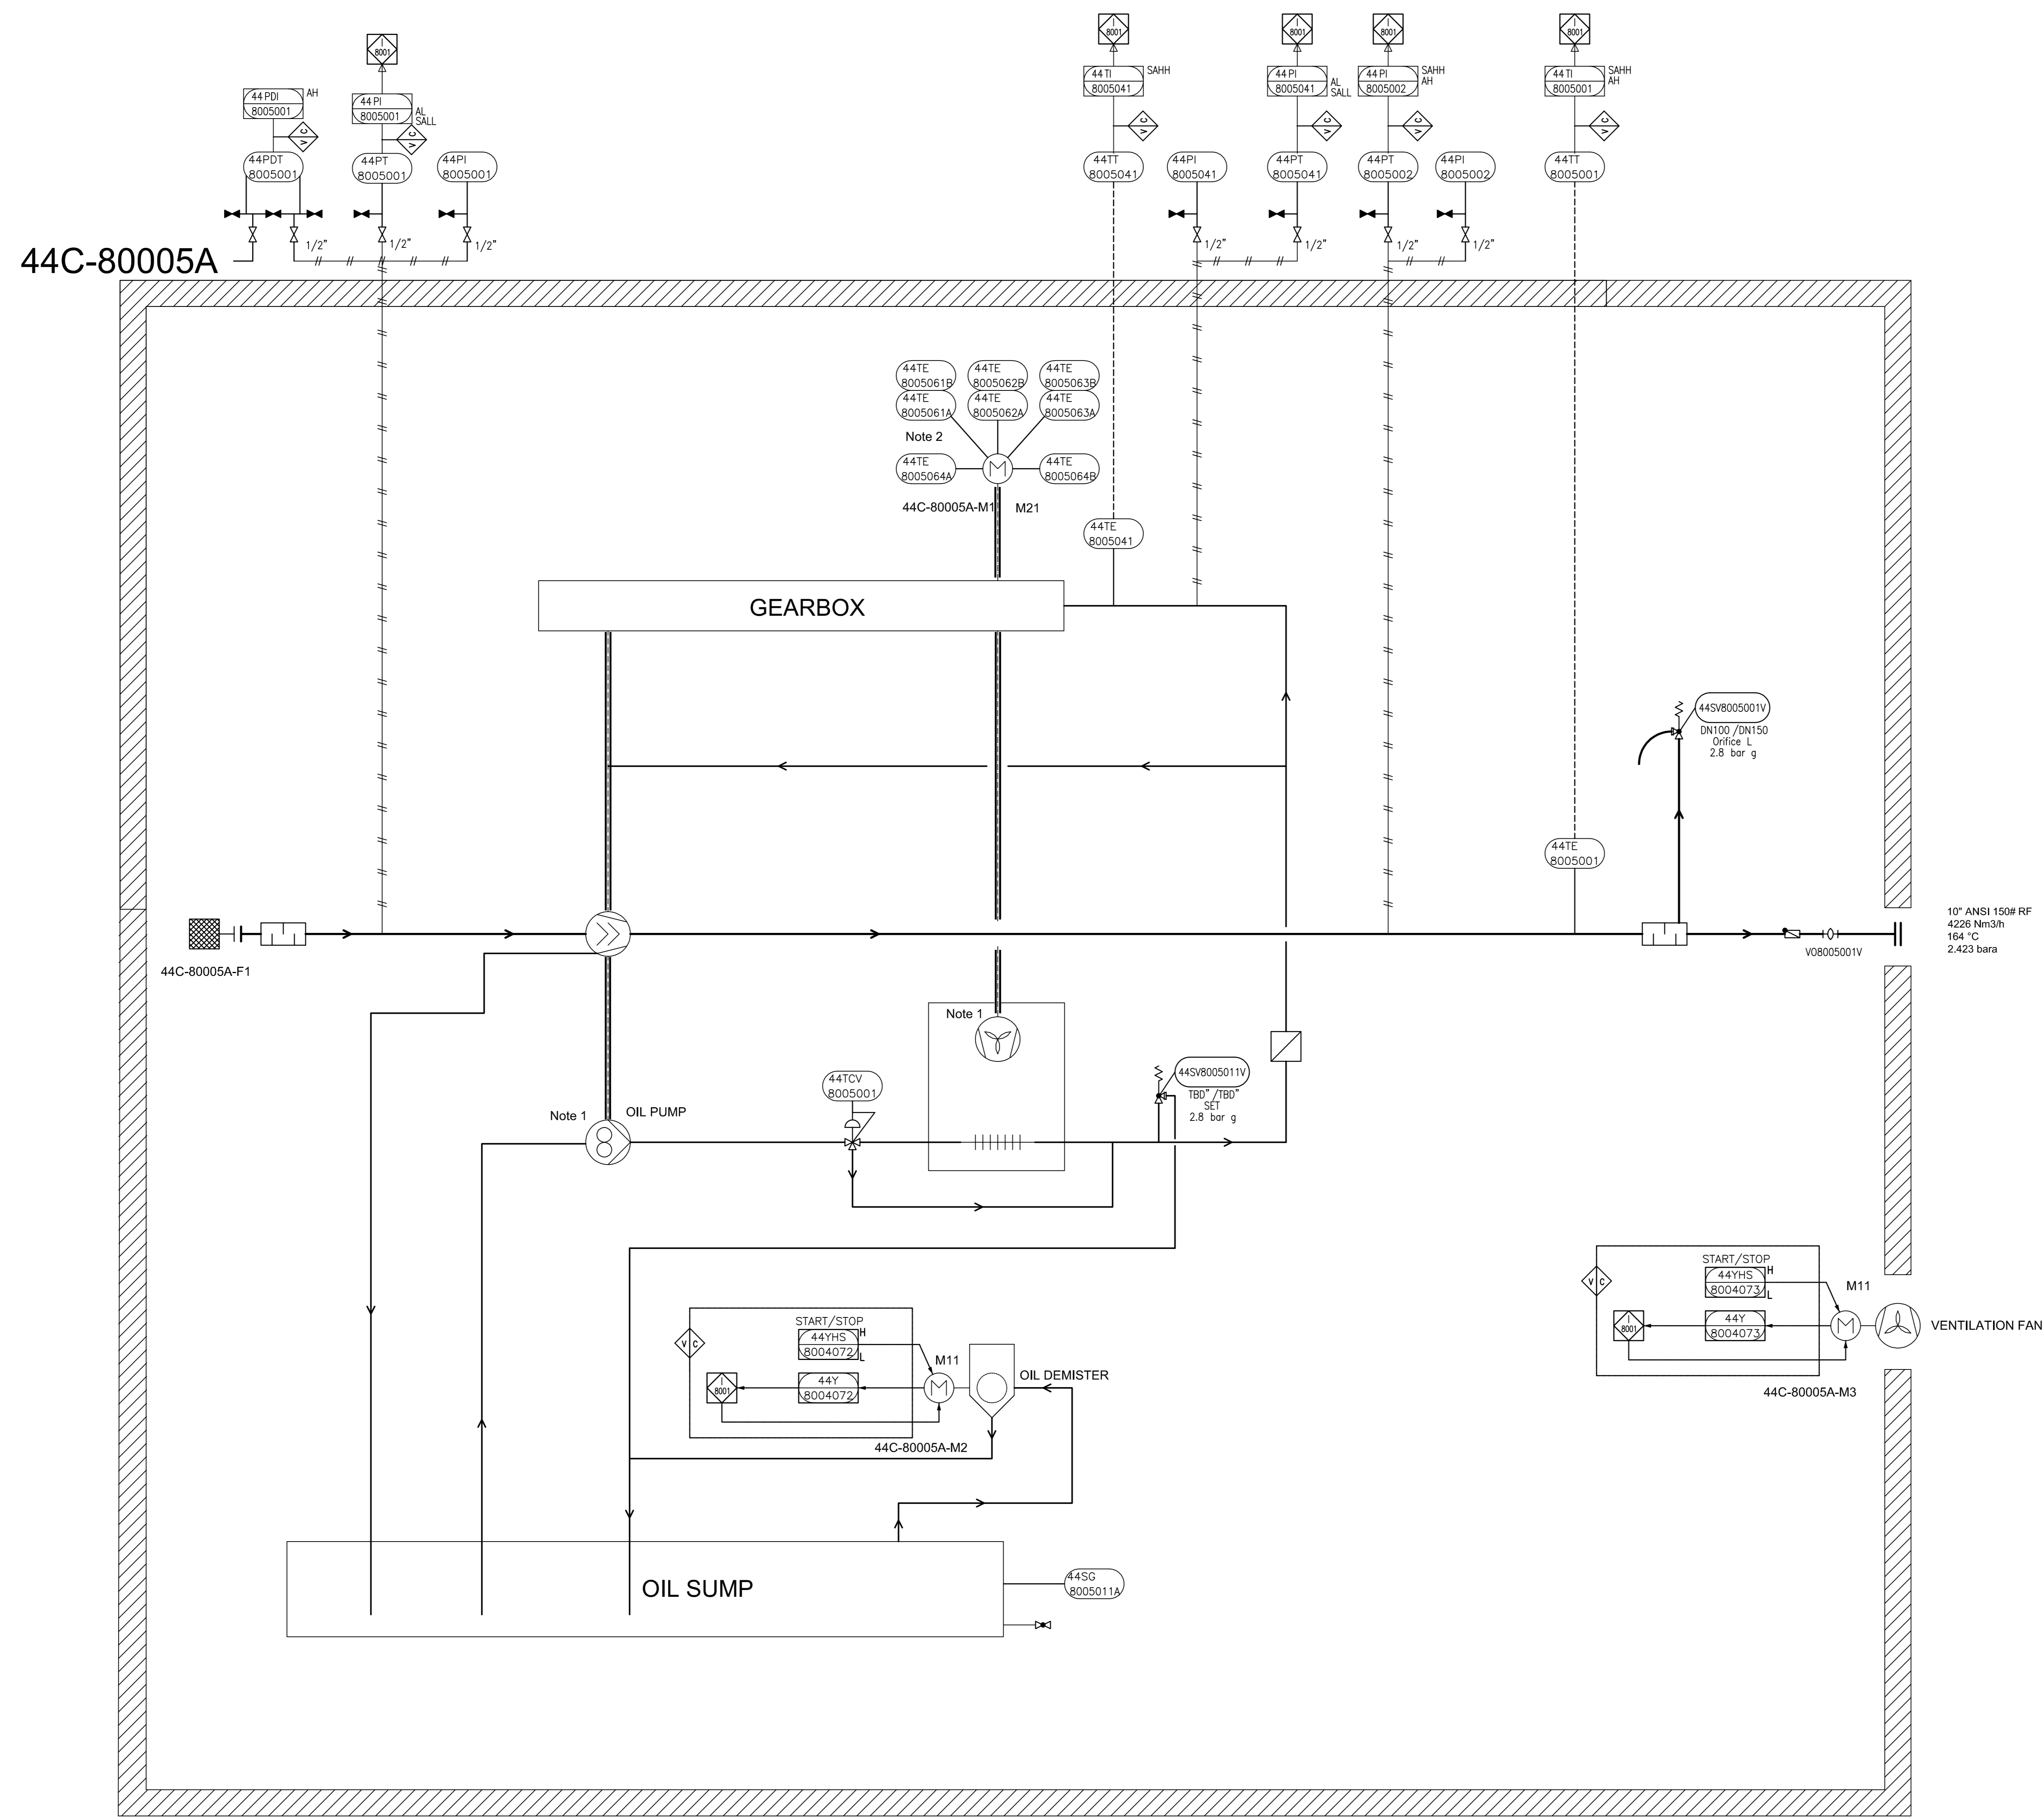 I
8001
I
8001
I
8001
I
8001
I
8001
44 PDI
8005001
AH
44 PI
8005001
AL
SALL
44 TI
8005041
SAHH
44 PI
8005041
AL
SALL
44 PI
8005002
SAHH
AH
44 TI
8005001
SAHH
AH
V C
V C
V C
V C
V C
V C
44PDT
8005001
44PT
8005001
44PI
8005001
44TT
8005041
44PI
8005041
44PT
8005041
44PT
8005002
44PI
8005002
44TT
8005001
1/2"
1/2"
1/2"
1/2"
1/2"
1/2"
1/2"
44C-80005A
44TE
8005061B
44TE
8005062B
44TE
8005063B
44TE
8005061A
44TE
8005062A
44TE
8005063A
Note 2
44TE
8005064A
M
44TE
8005064B
44C-80005A-M1
M21
44TE
8005041
GEARBOX
44SV8005001V
DN100 /DN150
Orifice L
2.8 bar g
44TE
8005001
44C-80005A-F1
VO8005001V
10" ANSI 150# RF
4226 Nm3/h
164 °C
2.423 bara
Note 1
44TCV
8005001
44SV8005011V
TBD" /TBD"
SET
2.8 bar g
Note 1
OIL PUMP
V C
START/STOP
44YHS
8004072
H
L
M11
I
8001
44Y
8004072
M
OIL DEMISTER
44C-80005A-M2
V C
START/STOP
44YHS
8004073
H
L
M11
I
8001
44Y
8004073
M
VENTILATION FAN
44C-80005A-M3
OIL SUMP
44SG
8005011A